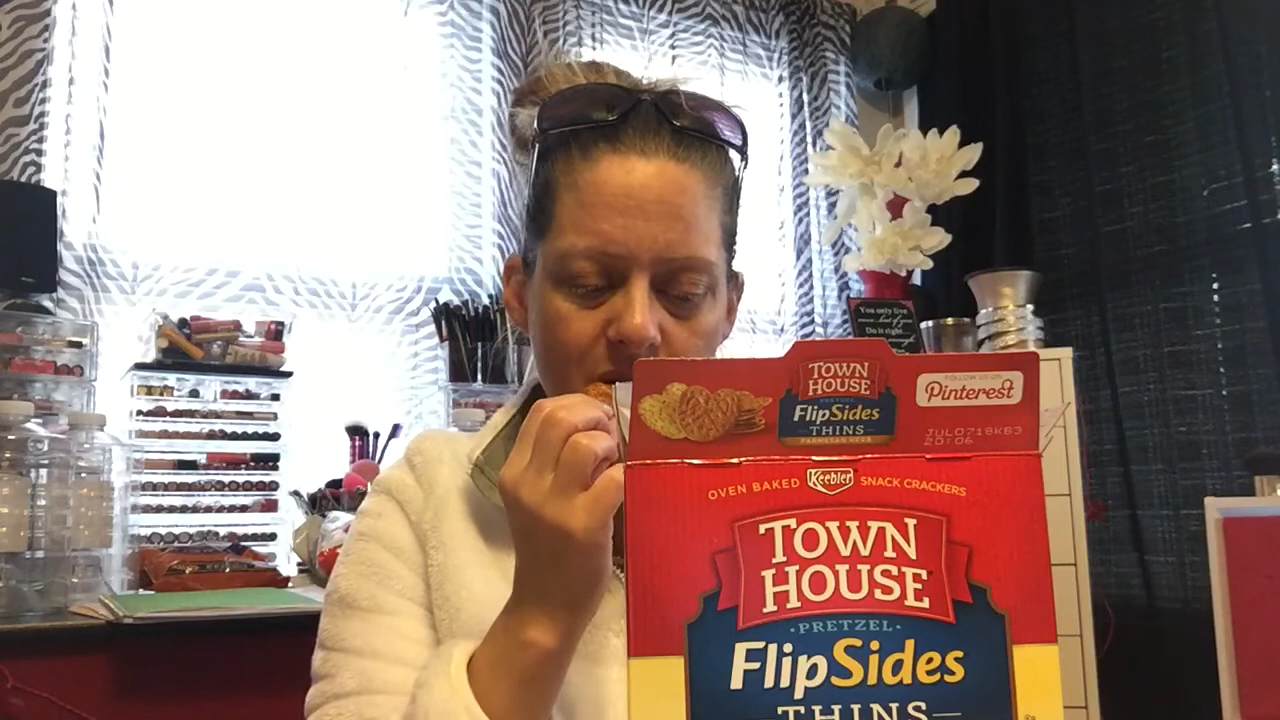 TOWN
HOUSE
PRETZEL
FlipSides
THINS
PARMESAN HERB
FOLLOW US ON
Pinterest
JUL0718KB3
20:06
OVEN BAKED Keebler SNACK CRACKERS
TOWN
HOUSE
·PRETZEL·
FlipSides
THINS
You only live
Do it right